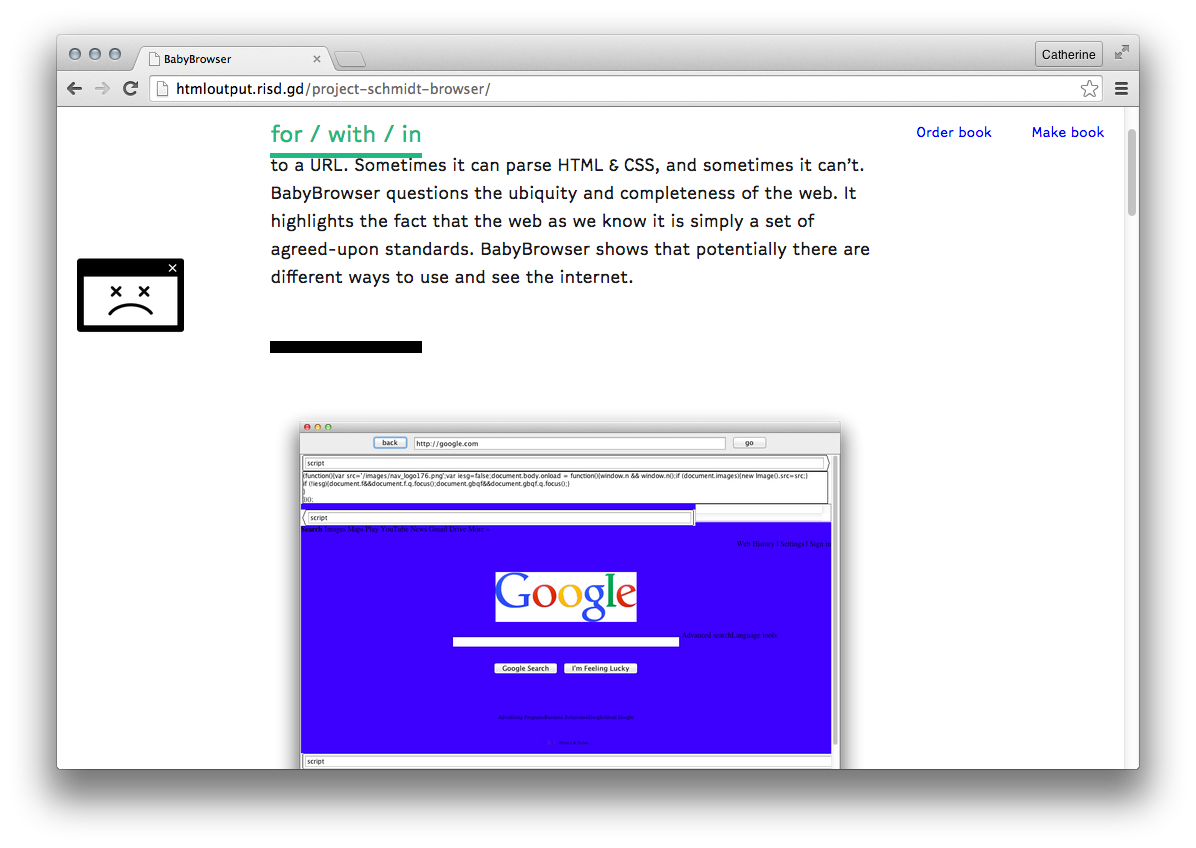 BabyBrowser
Catherine
htmloutput.risd.gd/project-schmidt-browser/
for / with / in
Order book
Make book
to a URL. Sometimes it can parse HTML & CSS, and sometimes it can’t.
BabyBrowser questions the ubiquity and completeness of the web. It
highlights the fact that the web as we know it is simply a set of
agreed-upon standards. BabyBrowser shows that potentially there are
different ways to use and see the internet.
back
http://google.com
go
script
(function(){var src='/images/nav_logo176.png';var iesg=false;document.body.onload = function(){window.n && window.n();if (document.images){new Image().src=src;}
if (!iesg){document.f&&document.f.q.focus();document.gbqf&&document.gbqf.q.focus();}
}
})();
script
Search Images Maps Play YouTube News Gmail Drive More »
Web History | Settings | Sign in
Google
Advanced searchLanguage tools
Google Search
I'm Feeling Lucky
script